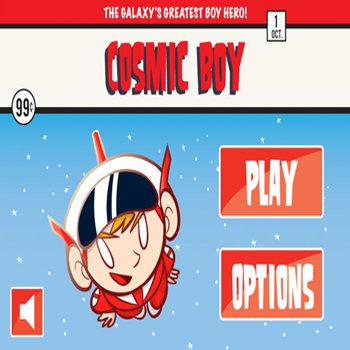 THE GALAXY'S GREATEST BOY HERO!
1
OCT.
COSMIC BOY
99¢
PLAY
OPTIONS